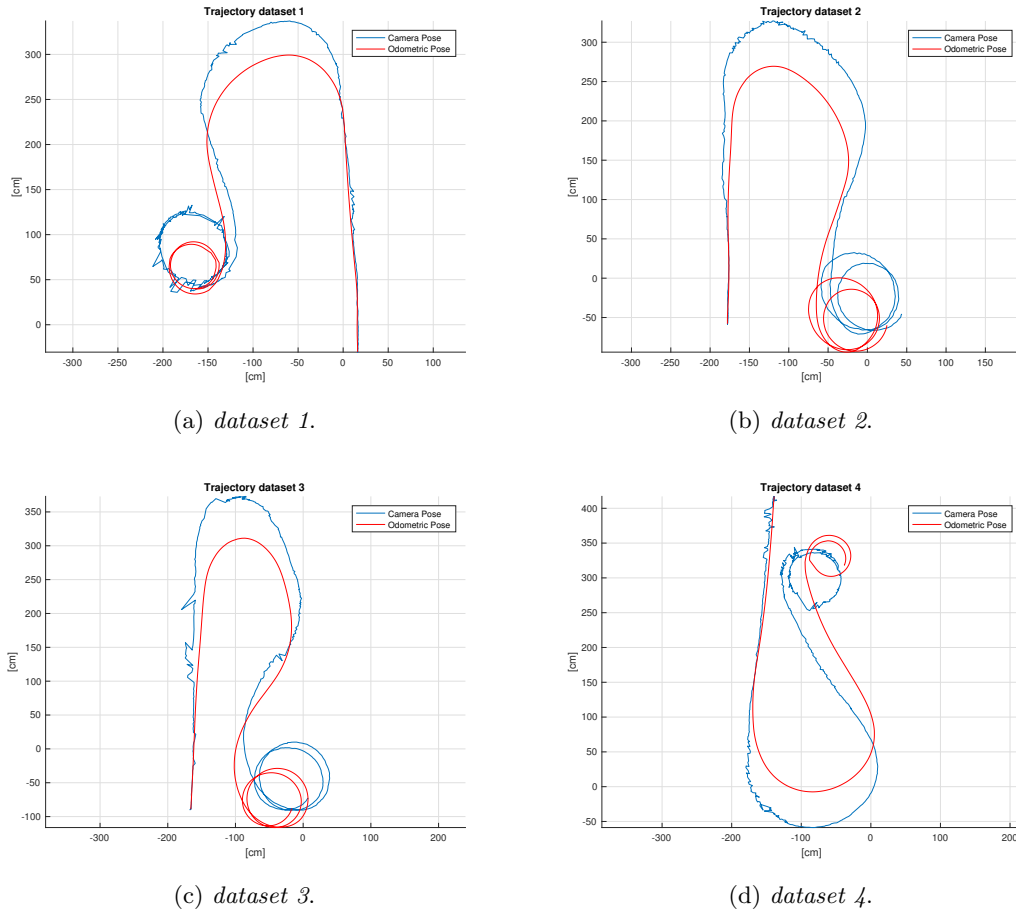 Trajectory dataset 1
Camera Pose
Odometric Pose
300
250
200
150
100
50
0
[cm]
-300 -250 -200 -150 -100 -50 0 50 100
[cm]
(a) dataset 1.
Trajectory dataset 2
Camera Pose
Odometric Pose
300
250
200
150
100
50
0
-50
[cm]
-300 -250 -200 -150 -100 -50 0 50 100 150
[cm]
(b) dataset 2.
Trajectory dataset 3
Camera Pose
Odometric Pose
350
300
250
200
150
100
50
0
-50
-100
[cm]
-300 -200 -100 0 100 200
[cm]
(c) dataset 3.
Trajectory dataset 4
Camera Pose
Odometric Pose
400
350
300
250
200
150
100
50
0
-50
[cm]
-300 -200 -100 0 100 200
[cm]
(d) dataset 4.